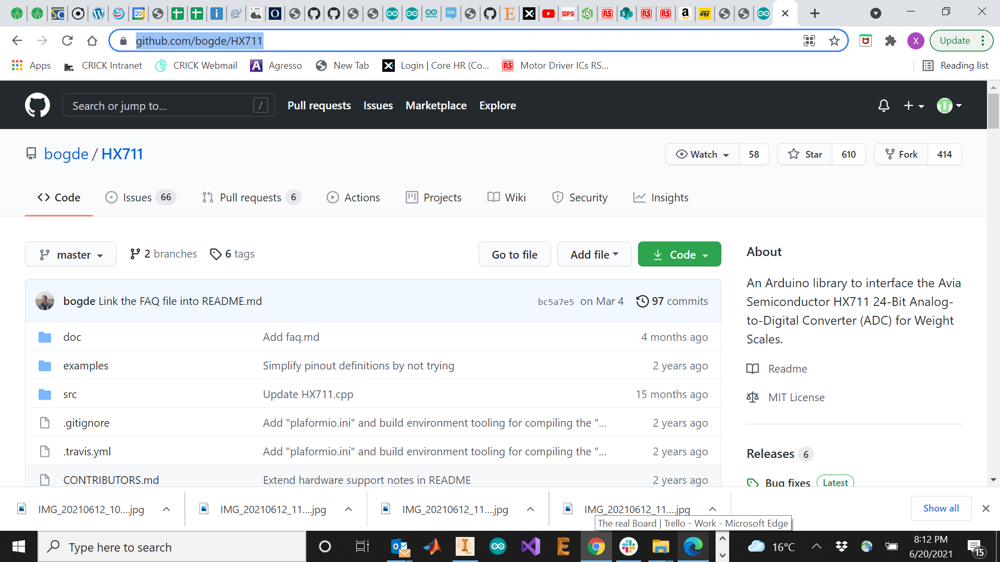 github.com/bogde/HX711
Update
Apps
CRICK Intranet
CRICK Webmail
Agresso
New Tab
Login | Core HR (Co...
Motor Driver ICs RS...
Reading list
Search or jump to...
/
Pull requests
Issues
Marketplace
Explore
bogde / HX711
Watch 58
Star 610
Fork 414
Code
Issues 66
Pull requests 6
Actions
Projects
Wiki
Security
Insights
master
2 branches
6 tags
Go to file
Add file
Code
bogde Link the FAQ file into README.md
bc5a7e5 on Mar 4
97 commits
doc Add faq.md 4 months ago
examples Simplify pinout definitions by not trying 2 years ago
src Update HX711.cpp 15 months ago
.gitignore Add "plaformio.ini" and build environment tooling for compiling the "... 2 years ago
.travis.yml Add "plaformio.ini" and build environment tooling for compiling the "... 2 years ago
CONTRIBUTORS.md Extend hardware support notes in README 2 years ago
About
An Arduino library to interface the Avia
Semiconductor HX711 24-Bit Analog-
to-Digital Converter (ADC) for Weight
Scales.
Readme
MIT License
Releases 6
Bug fixes Latest
IMG_20210612_10....jpg
IMG_20210612_11....jpg
IMG_20210612_11....jpg
IMG_20210612_11....jpg
Show all
The real Board | Trello - Work - Microsoft Edge
Type here to search
16°C
8:12 PM
6/20/2021
15